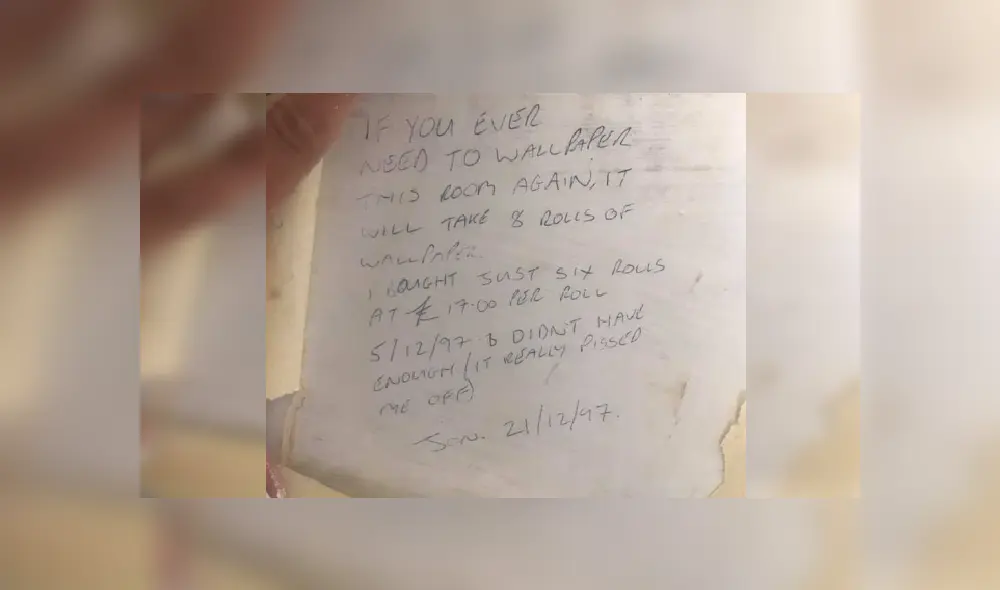 IF YOU EVER
NEED TO WALLPAPER
THIS ROOM AGAIN, IT
WILL TAKE 8 ROLLS OF
WALLPAPER.
I BOUGHT JUST SIX ROLLS
AT £17.00 PER ROLL
5/12/97 & DIDN'T HAVE
ENOUGH (IT REALLY PISSED
ME OFF)
Jon. 21/12/97.